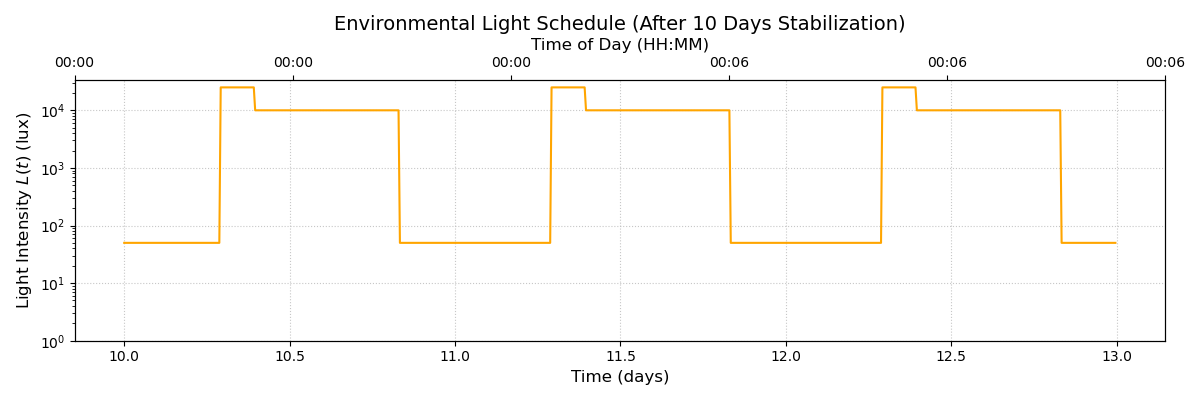 Environmental Light Schedule (After 10 Days Stabilization)
Time of Day (HH:MM)
00:00 00:00 00:00 00:06 00:06 00:06
Light Intensity L(t) (lux)
10⁴
10³
10²
10¹
10⁰
10.0 10.5 11.0 11.5 12.0 12.5 13.0
Time (days)